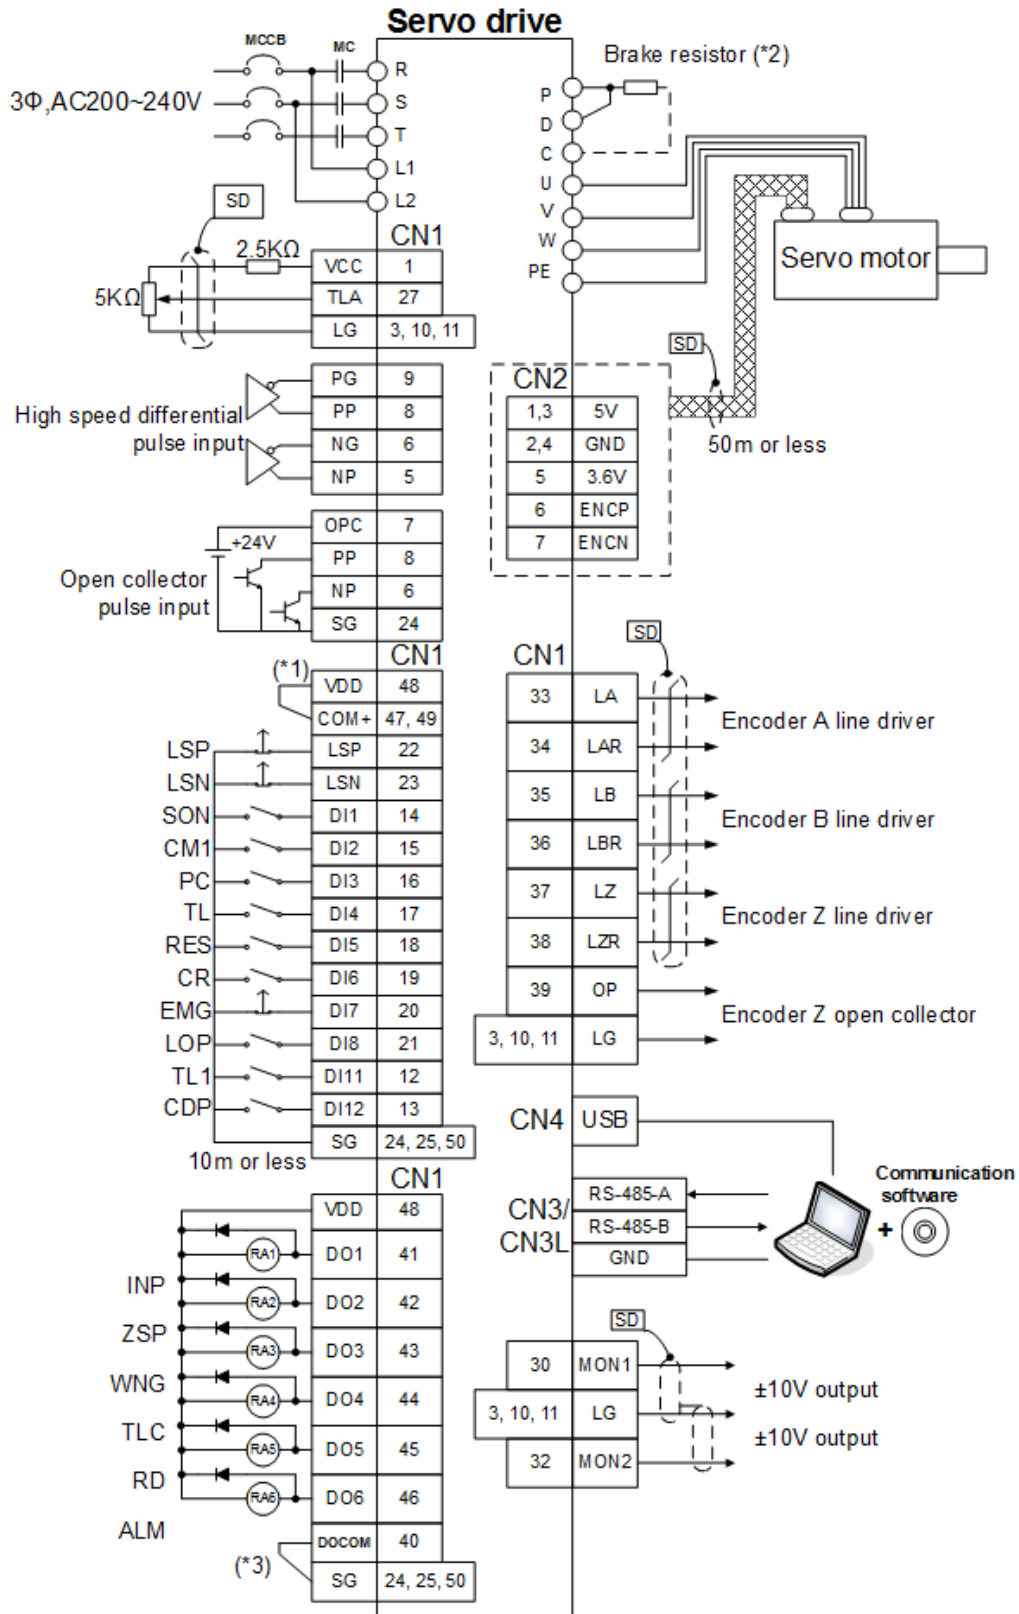 Servo drive
MCCB
MC
3Φ,AC200~240V
R
S
T
L1
L2
Brake resistor (*2)
P
D
C
U
V
W
PE
Servo motor
SD
CN1
2.5KΩ
5KΩ
VCC 1
TLA 27
LG 3, 10, 11
High speed differential
pulse input
PG 9
PP 8
NG 6
NP 5
SD
50m or less
CN2
1,3 5V
2,4 GND
5 3.6V
6 ENCP
7 ENCN
Open collector
pulse input
+24V
OPC 7
PP 8
NP 6
SG 24
CN1
(*1)
VDD 48
COM+ 47, 49
LSP LSP 22
LSN LSN 23
SON DI1 14
CM1 DI2 15
PC DI3 16
TL DI4 17
RES DI5 18
CR DI6 19
EMG DI7 20
LOP DI8 21
TL1 DI11 12
CDP DI12 13
SG 24, 25, 50
10m or less
SD
CN1
33 LA
34 LAR
Encoder A line driver
35 LB
36 LBR
Encoder B line driver
37 LZ
38 LZR
Encoder Z line driver
39 OP
3, 10, 11 LG
Encoder Z open collector
CN4 USB
CN3/
CN3L
RS-485-A
RS-485-B
GND
Communication
software
+
CN1
VDD 48
RA1 DO1 41
INP
RA2 DO2 42
ZSP
RA3 DO3 43
WNG
RA4 DO4 44
TLC
RA5 DO5 45
RD
RA6 DO6 46
ALM
(*3)
DOCOM 40
SG 24, 25, 50
SD
30 MON1
±10V output
3, 10, 11 LG
±10V output
32 MON2